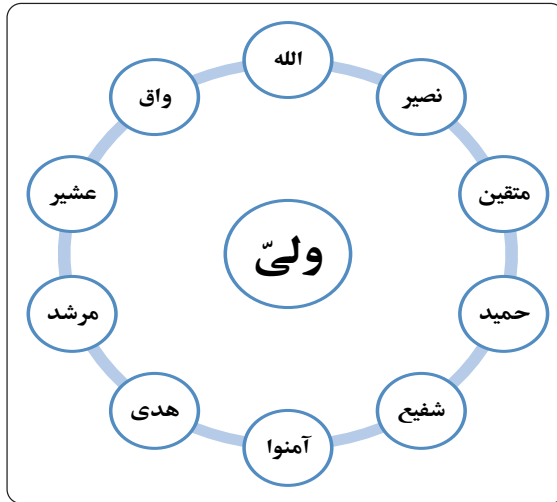 الله
نصیر
متقین
حمید
شفیع
آمنوا
هدی
مرشد
عشیر
واق
ولیّ